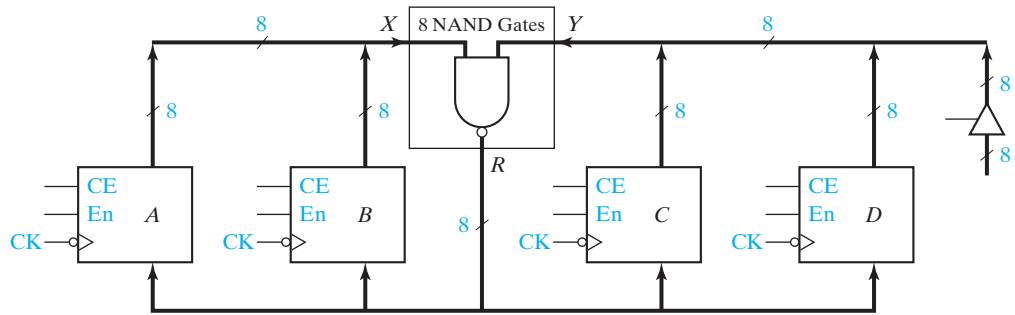 8 X 8 NAND Gates Y 8
8 8 8 8 8
8
R
CE CE CE CE
En A En B En C En D
8
CK CK CK CK